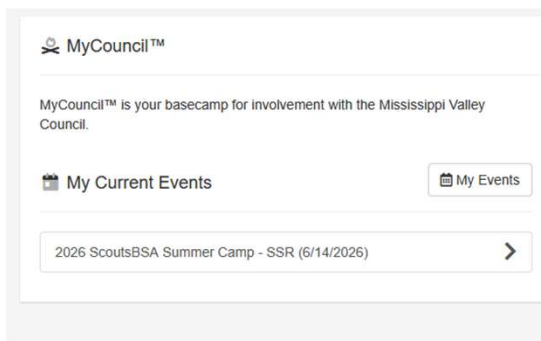 MyCouncil™
MyCouncil™ is your basecamp for involvement with the Mississippi Valley
Council.
My Current Events
My Events
2026 ScoutsBSA Summer Camp - SSR (6/14/2026)